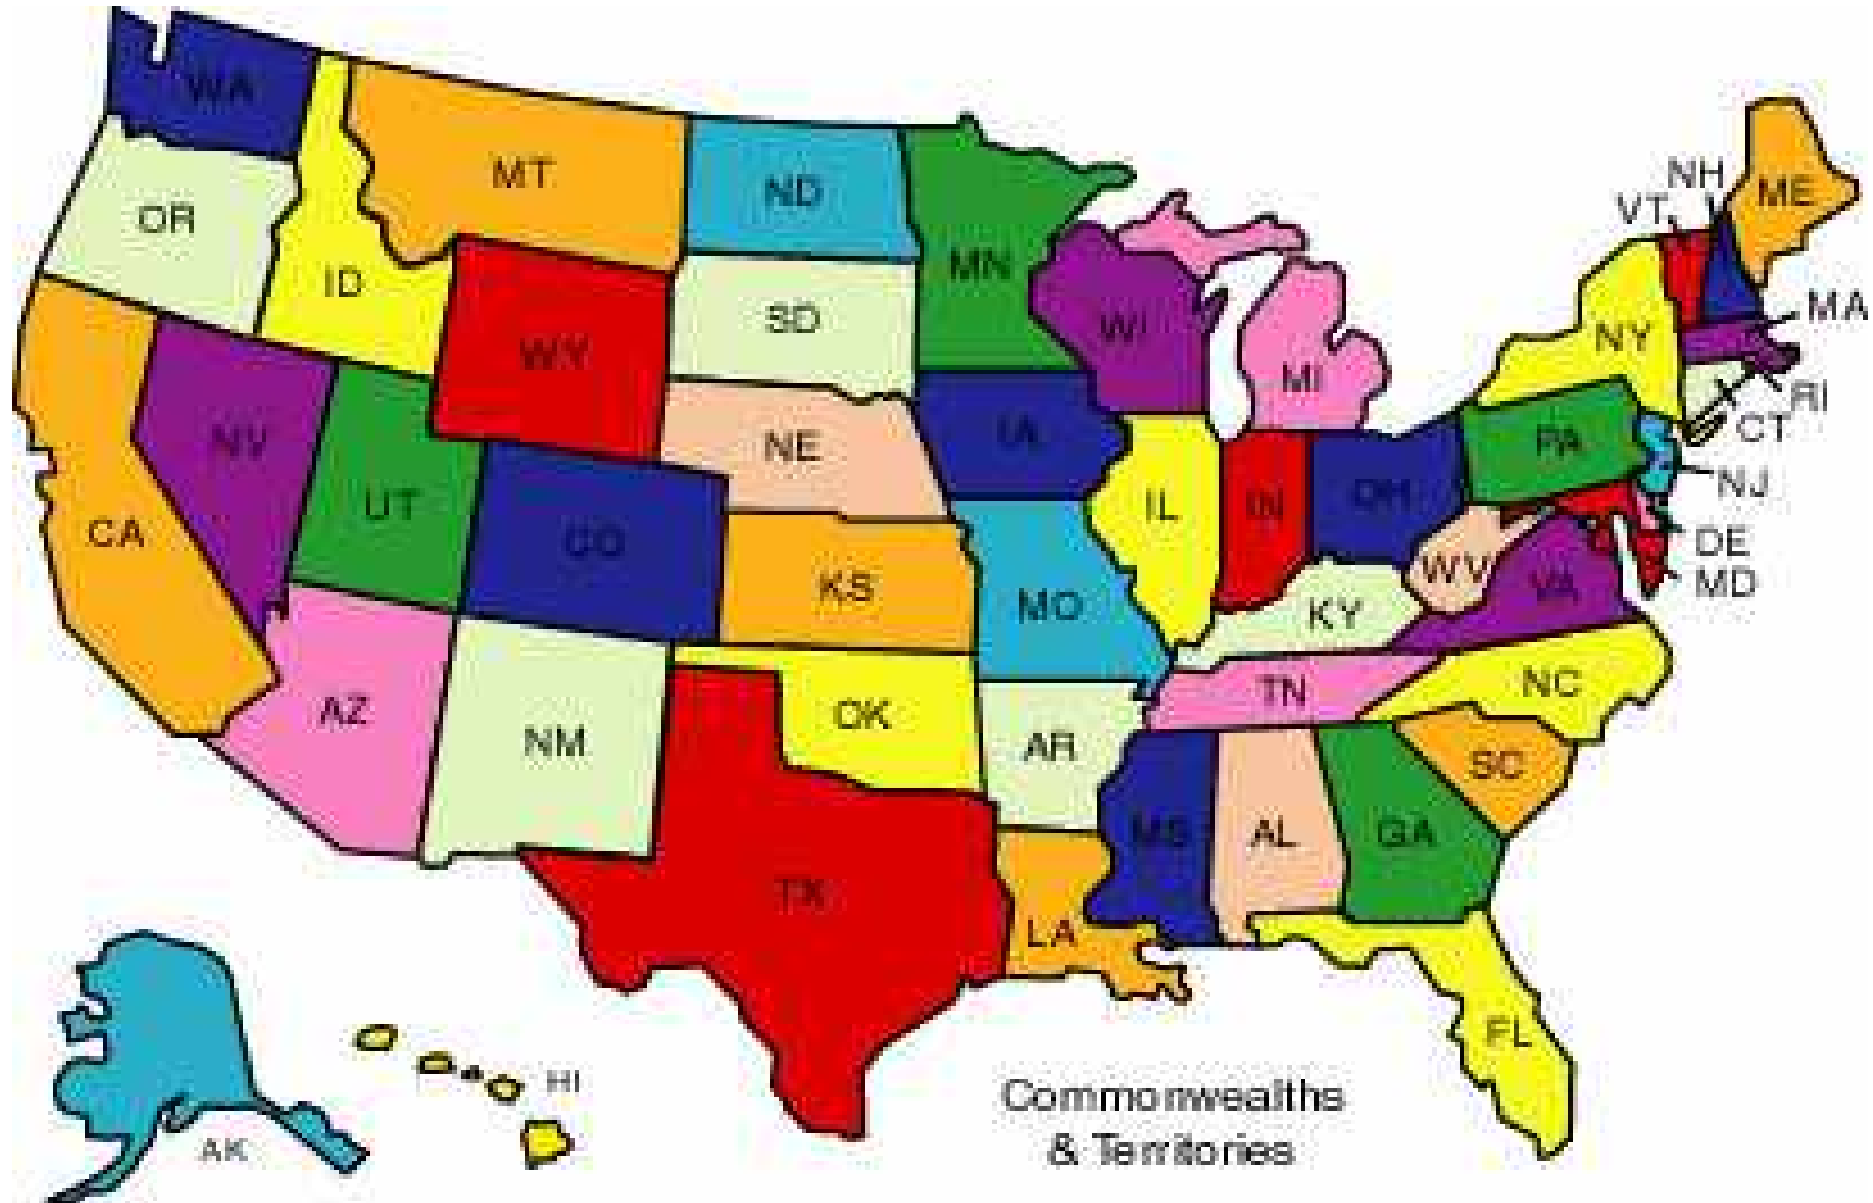 WA
MT
ND
MN
OR
ID
WY
SD
WI
MI
NH
VT
ME
NY
MA
RI
CT
NV
UT
CO
NE
IA
IL
IN
OH
PA
NJ
DE
MD
CA
KS
MO
KY
WV
VA
AZ
NM
OK
AR
TN
NC
SC
TX
LA
MS
AL
GA
FL
AK
HI
Commonwealths
& Territories